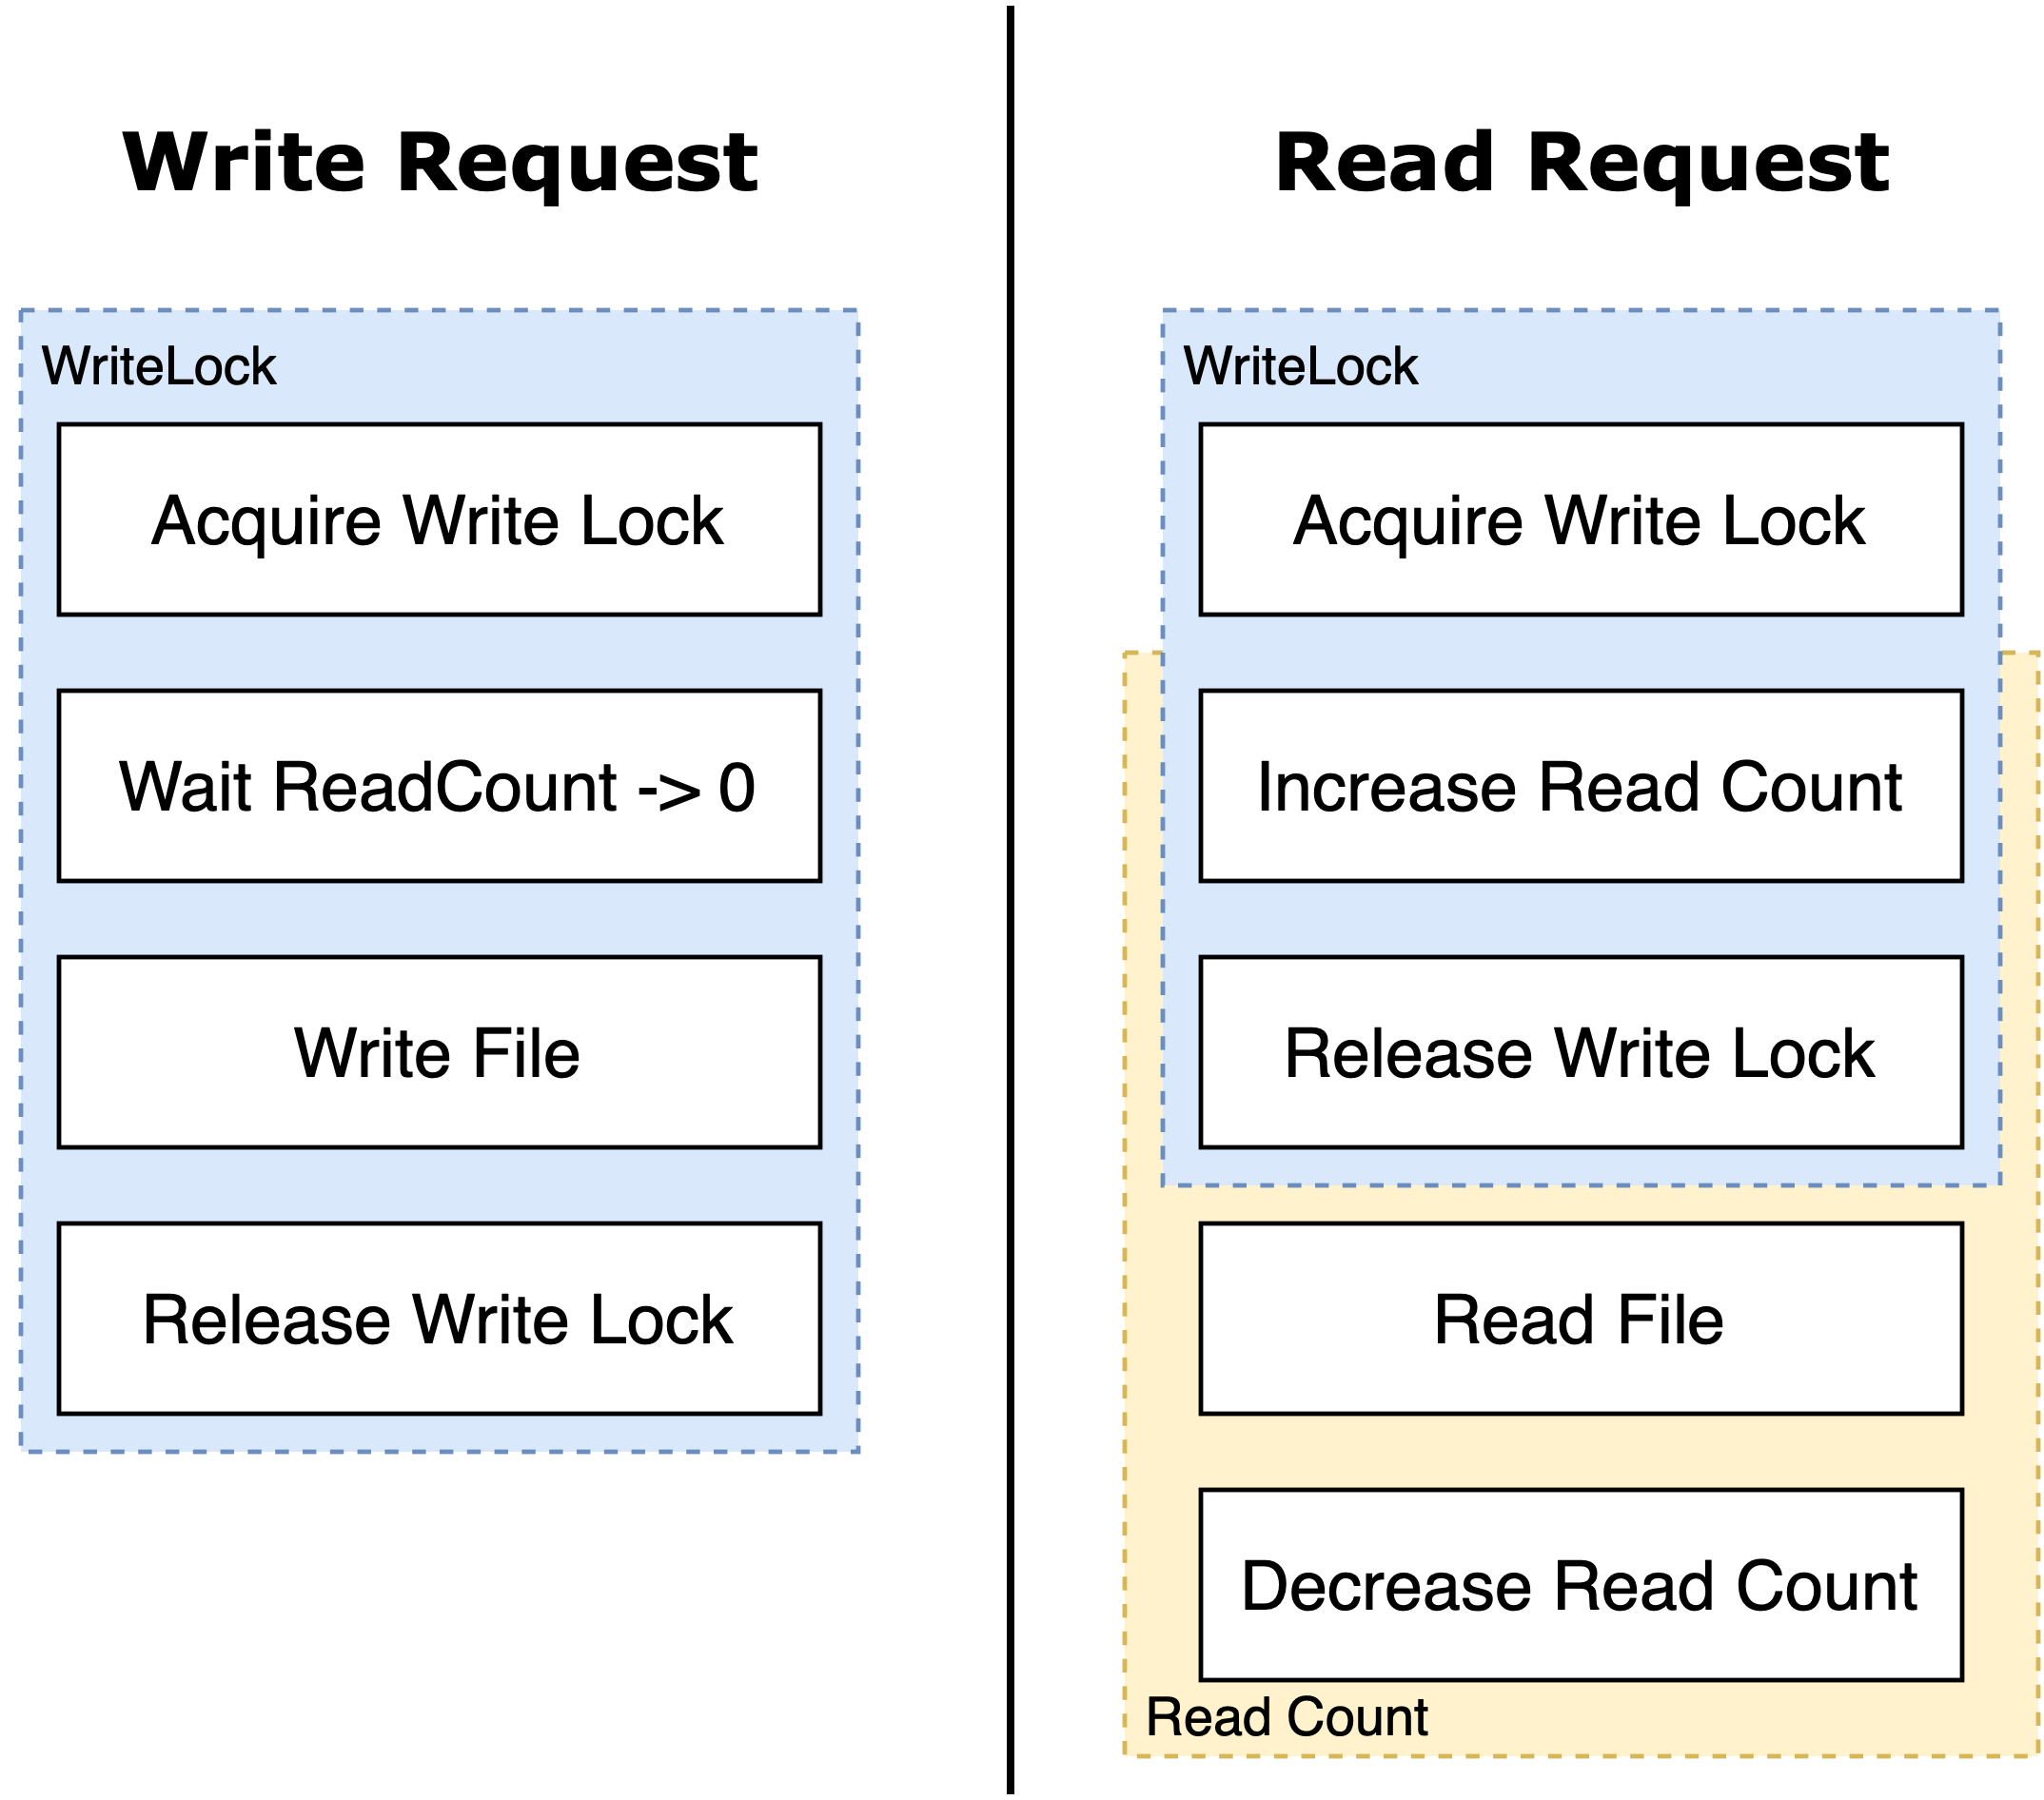 Write Request
WriteLock
Acquire Write Lock
Wait ReadCount -> 0
Write File
Release Write Lock
Read Request
WriteLock
Acquire Write Lock
Increase Read Count
Release Write Lock
Read File
Decrease Read Count
Read Count